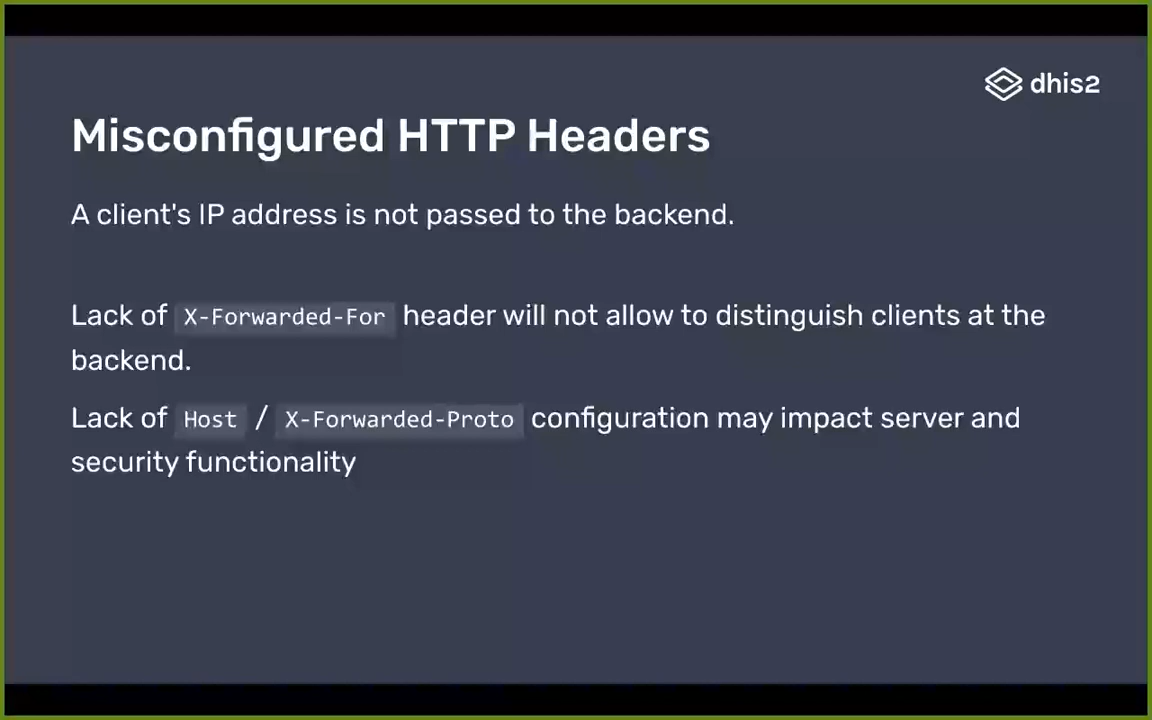 dhis2
Misconfigured HTTP Headers
A client's IP address is not passed to the backend.
Lack of X-Forwarded-For header will not allow to distinguish clients at the
backend.
Lack of Host / X-Forwarded-Proto configuration may impact server and
security functionality